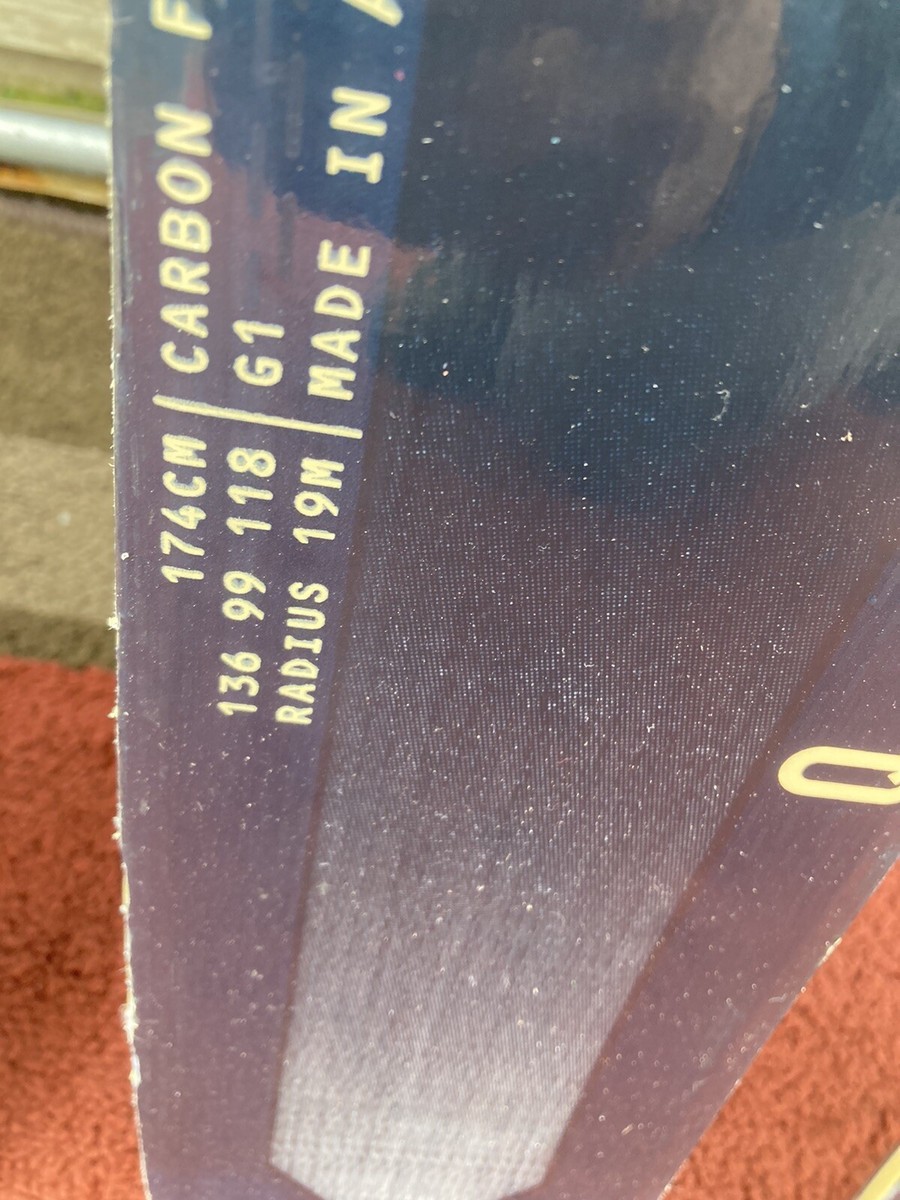 174CM | CARBON F
136 99 118 | G1
RADIUS 19M | MADE IN A
Q